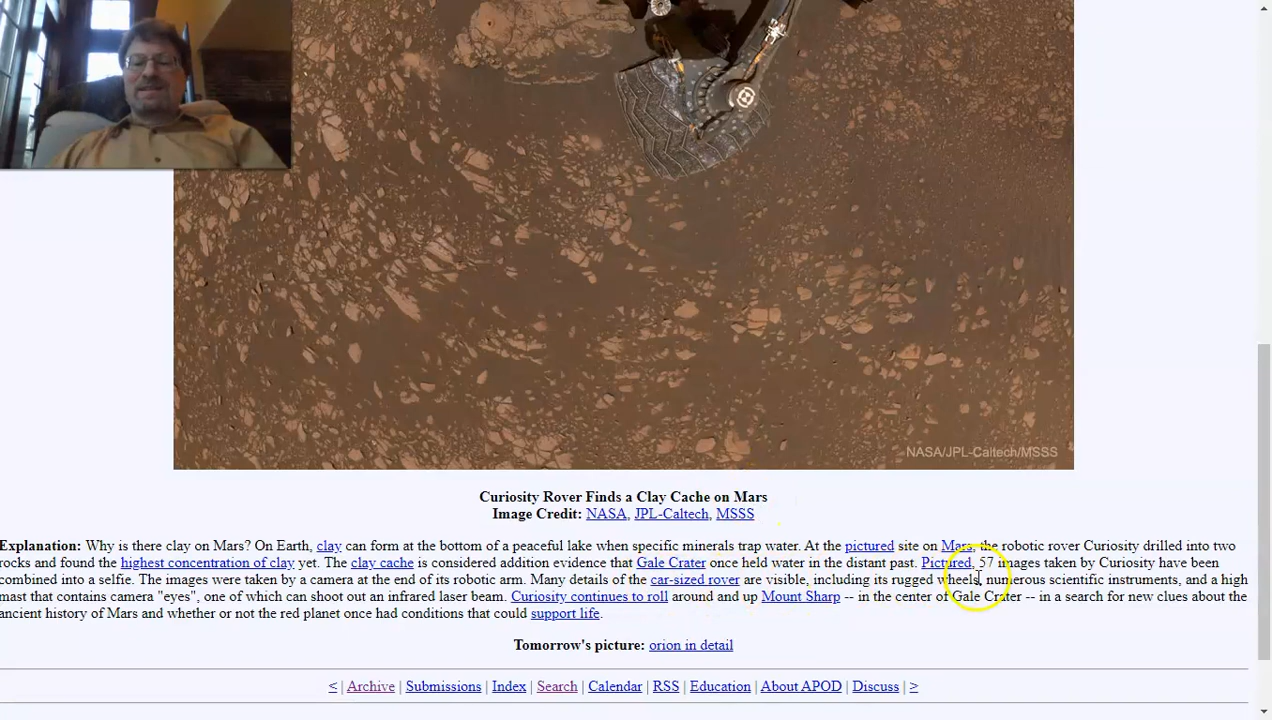 NASA/JPL-Caltech/MSSS
Curiosity Rover Finds a Clay Cache on Mars
Image Credit: NASA, JPL-Caltech, MSSS
Explanation: Why is there clay on Mars? On Earth, clay can form at the bottom of a peaceful lake when specific minerals trap water. At the pictured site on Mars, the robotic rover Curiosity drilled into two
rocks and found the highest concentration of clay yet. The clay cache is considered addition evidence that Gale Crater once held water in the distant past. Pictured, 57 images taken by Curiosity have been
combined into a selfie. The images were taken by a camera at the end of its robotic arm. Many details of the car-sized rover are visible, including its rugged wheels, numerous scientific instruments, and a high
mast that contains camera "eyes", one of which can shoot out an infrared laser beam. Curiosity continues to roll around and up Mount Sharp -- in the center of Gale Crater -- in a search for new clues about the
ancient history of Mars and whether or not the red planet once had conditions that could support life.
Tomorrow's picture: orion in detail
< | Archive | Submissions | Index | Search | Calendar | RSS | Education | About APOD | Discuss | >